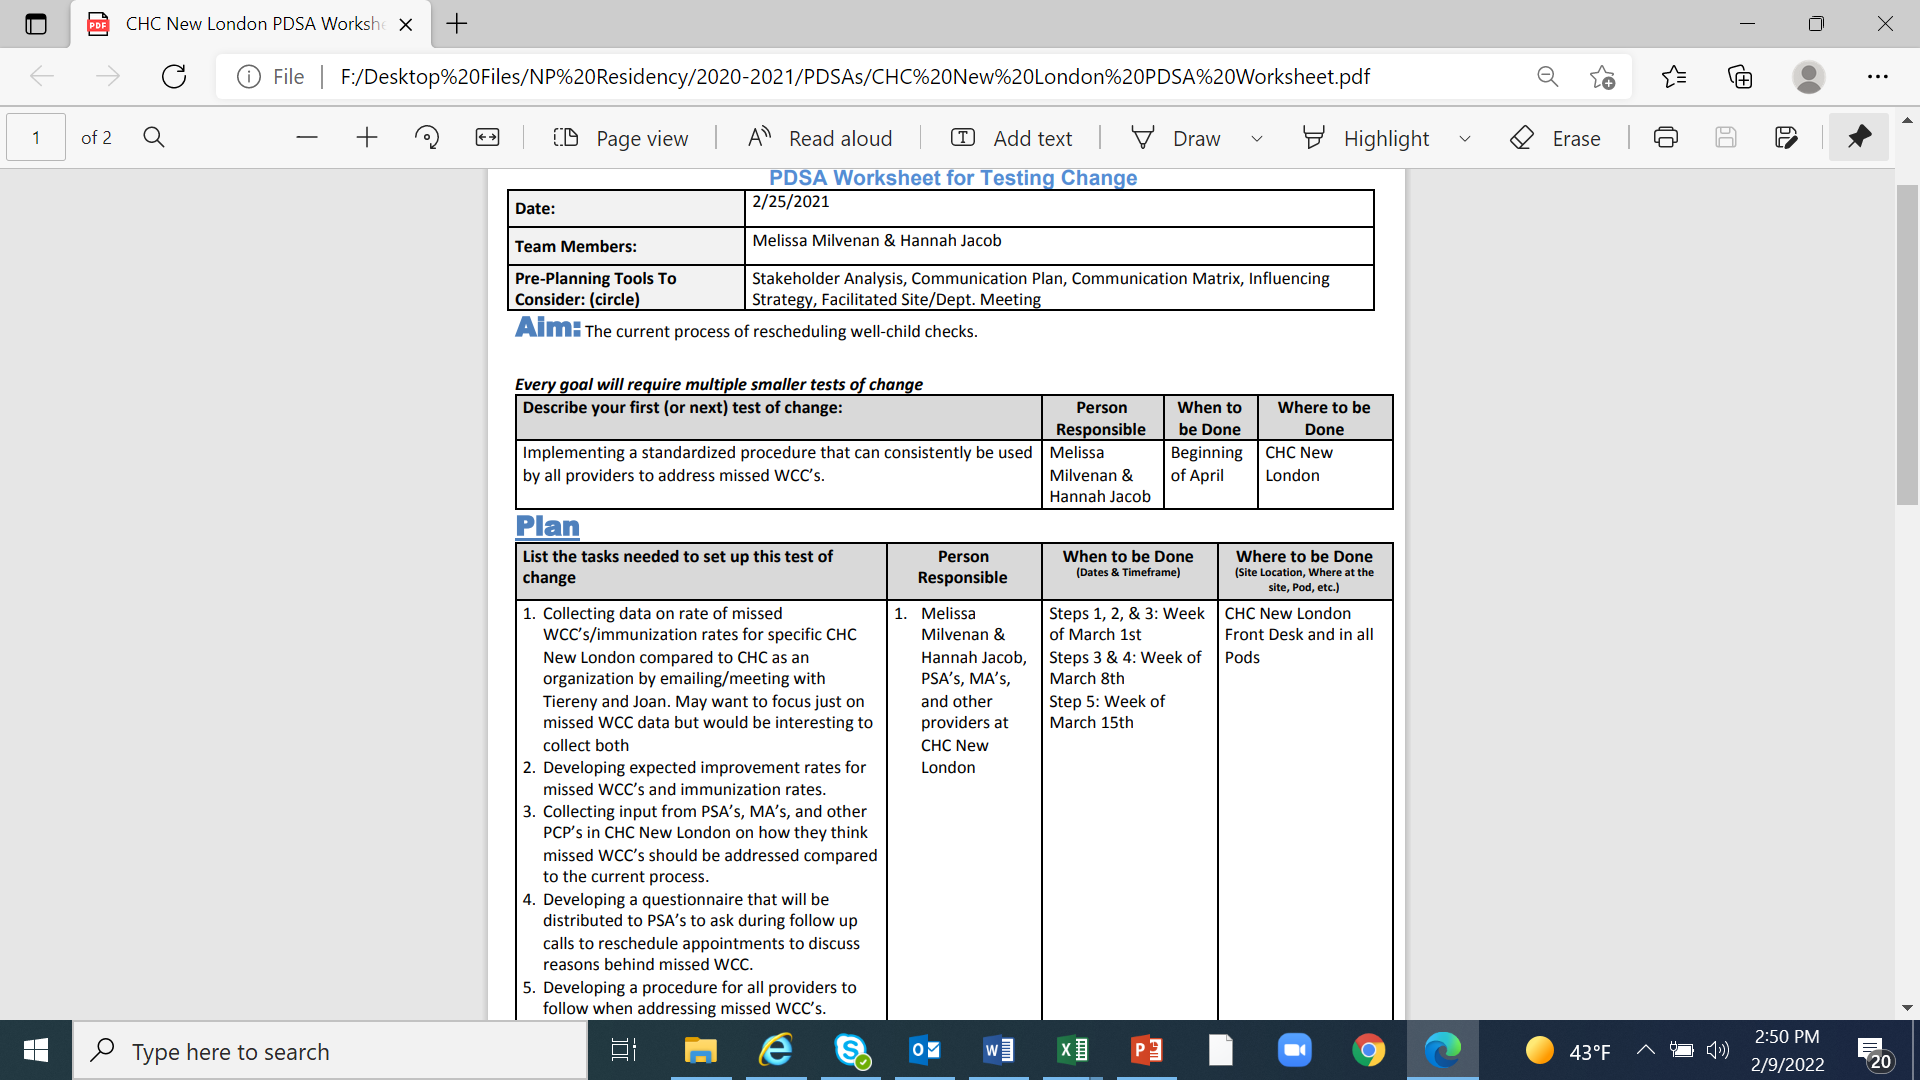 CHC New London PDSA Workshe
File
F:/Desktop%20Files/NP%20Residency/2020-2021/PDSAs/CHC%20New%20London%20PDSA%20Worksheet.pdf
1 of 2
Page view
Read aloud
Add text
Draw
Highlight
Erase
PDSA Worksheet for Testing Change
Date:
2/25/2021
Team Members:
Melissa Milvenan & Hannah Jacob
Pre-Planning Tools To
Consider: (circle)
Stakeholder Analysis, Communication Plan, Communication Matrix, Influencing
Strategy, Facilitated Site/Dept. Meeting
Aim: The current process of rescheduling well-child checks.
Every goal will require multiple smaller tests of change
Describe your first (or next) test of change:
Person
Responsible
When to
be Done
Where to be
Done
Implementing a standardized procedure that can consistently be used
by all providers to address missed WCC’s.
Melissa
Milvenan &
Hannah Jacob
Beginning
of April
CHC New
London
Plan
List the tasks needed to set up this test of
change
Person
Responsible
When to be Done
(Dates & Timeframe)
Where to be Done
(Site Location, Where at the
site, Pod, etc.)
1. Collecting data on rate of missed
WCC’s/immunization rates for specific CHC
New London compared to CHC as an
organization by emailing/meeting with
Tiereny and Joan. May want to focus just on
missed WCC data but would be interesting to
collect both
2. Developing expected improvement rates for
missed WCC’s and immunization rates.
3. Collecting input from PSA’s, MA’s, and other
PCP’s in CHC New London on how they think
missed WCC’s should be addressed compared
to the current process.
4. Developing a questionnaire that will be
distributed to PSA’s to ask during follow up
calls to reschedule appointments to discuss
reasons behind missed WCC.
5. Developing a procedure for all providers to
follow when addressing missed WCC’s.
1. Melissa
Milvenan &
Hannah Jacob,
PSA’s, MA’s,
and other
providers at
CHC New
London
Steps 1, 2, & 3: Week
of March 1st
Steps 3 & 4: Week of
March 8th
Step 5: Week of
March 15th
CHC New London
Front Desk and in all
Pods
Type here to search
43°F
2:50 PM
2/9/2022
20